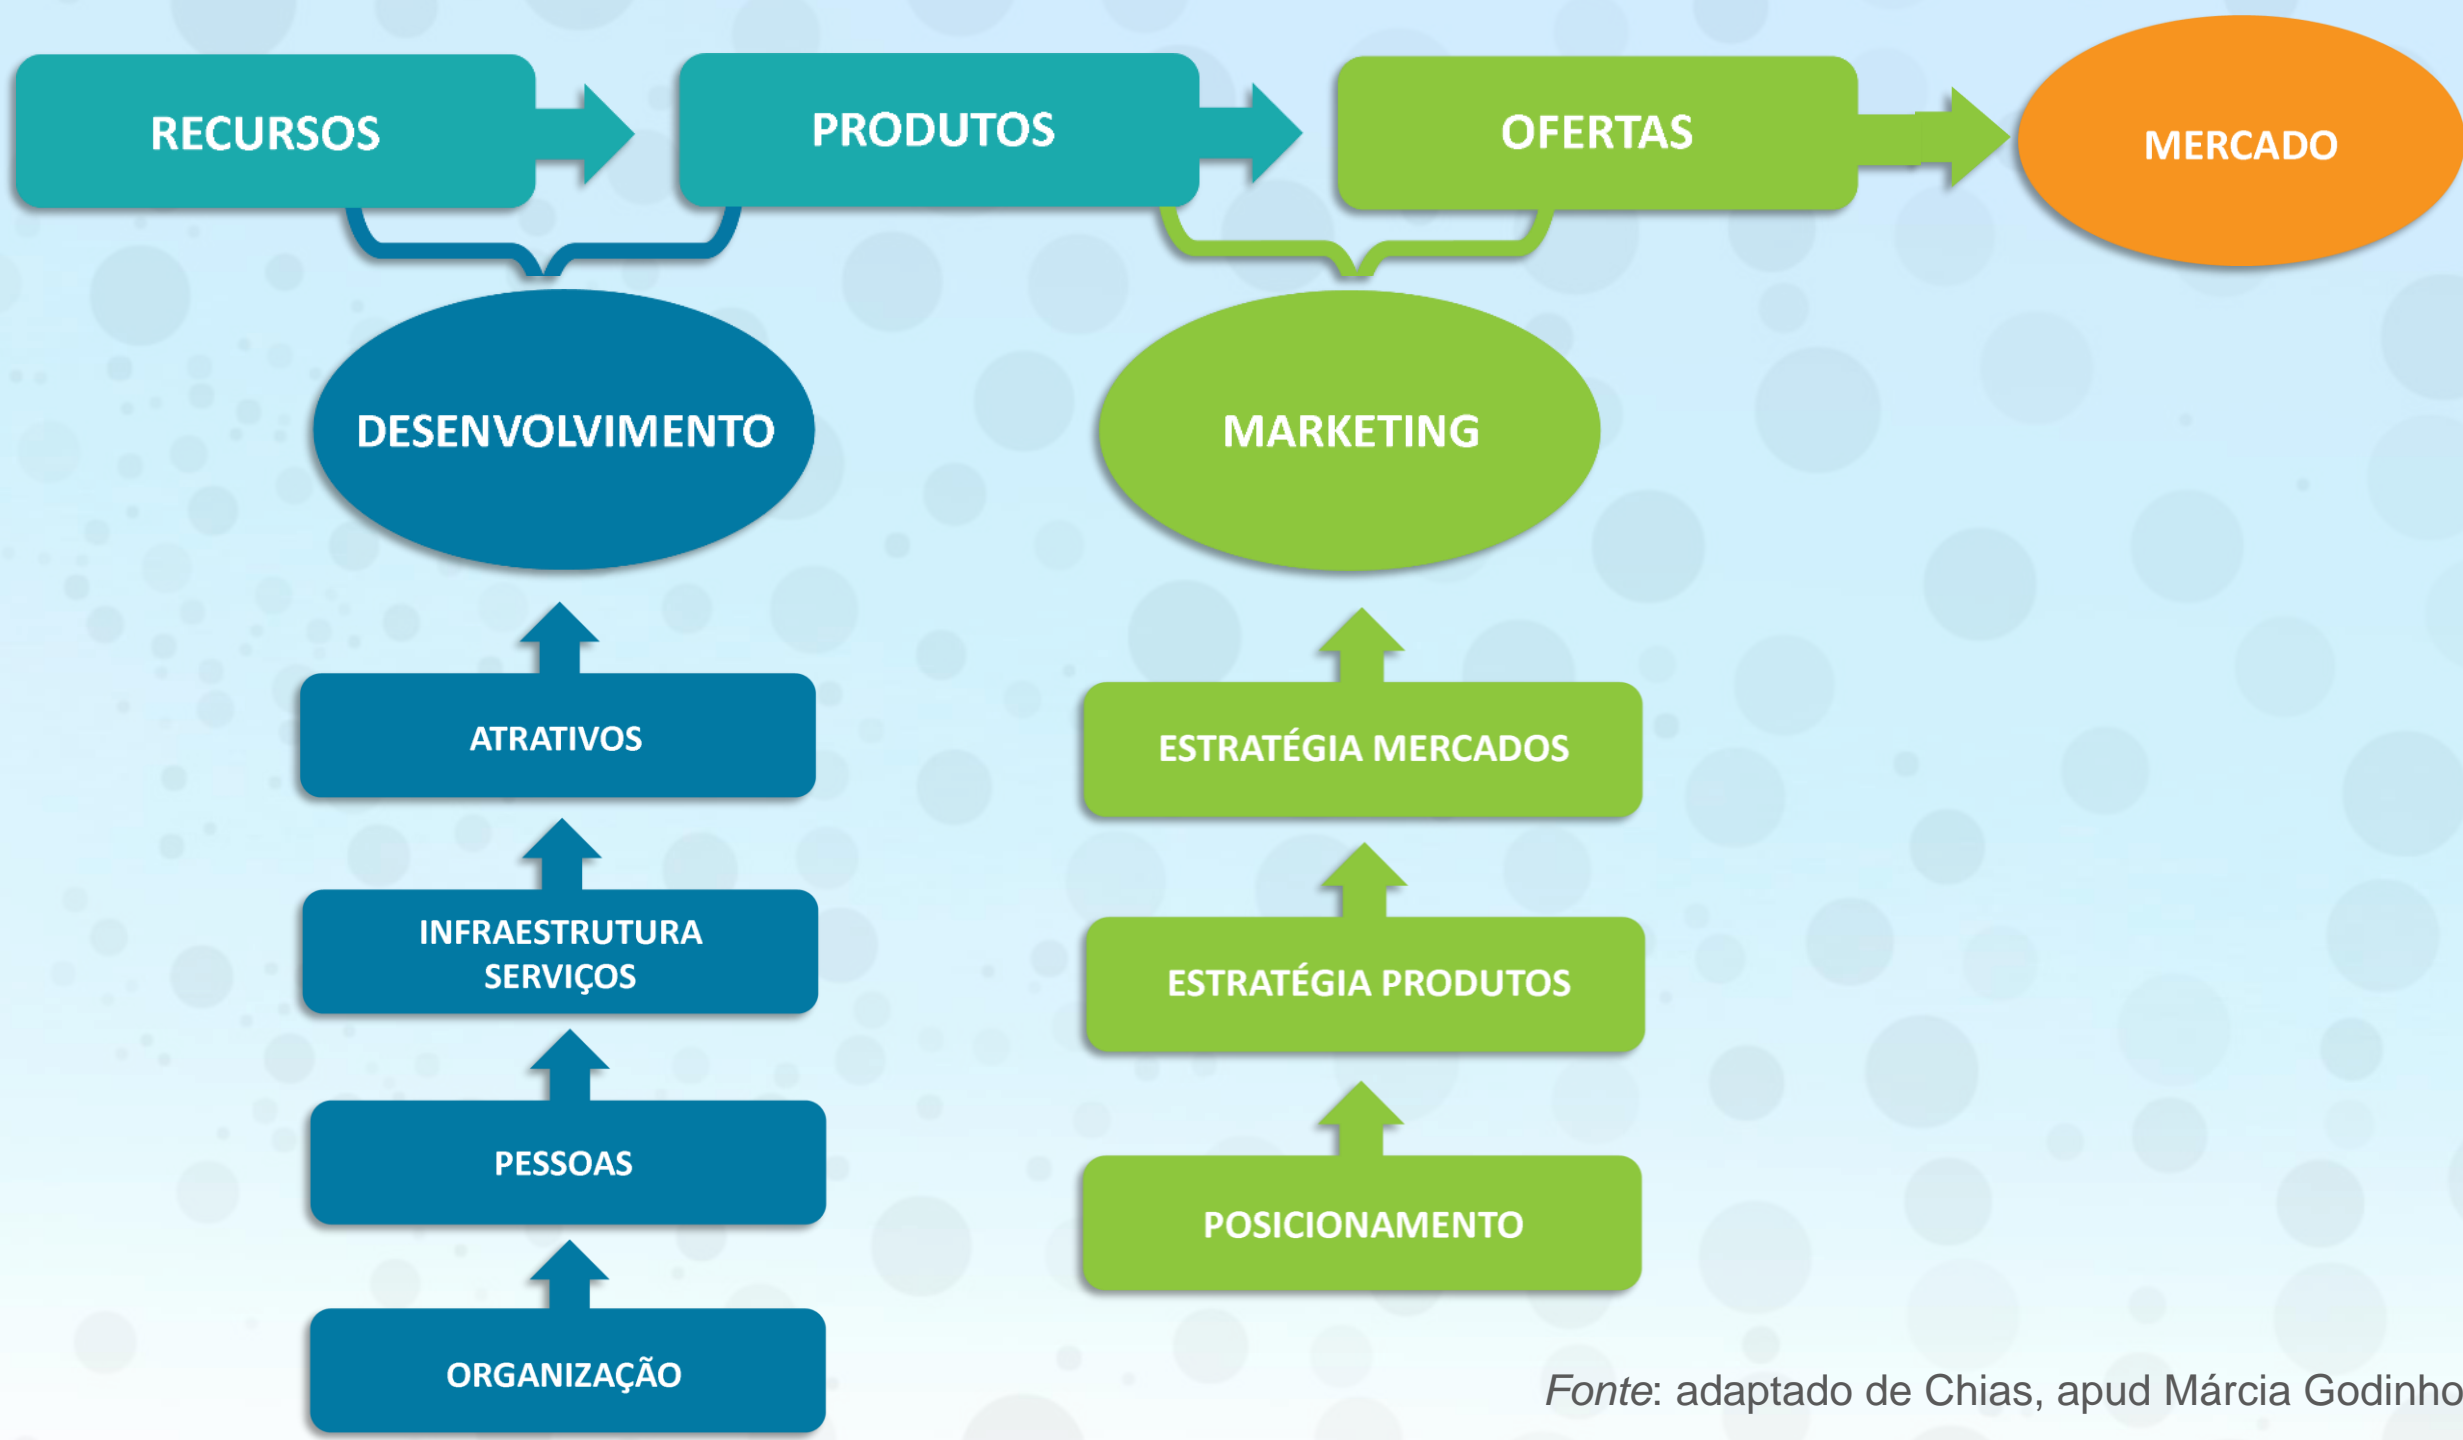 RECURSOS
PRODUTOS
OFERTAS
MERCADO
DESENVOLVIMENTO
MARKETING
ATRATIVOS
ESTRATÉGIA MERCADOS
INFRAESTRUTURA
SERVIÇOS
ESTRATÉGIA PRODUTOS
PESSOAS
POSICIONAMENTO
ORGANIZAÇÃO
Fonte: adaptado de Chias, apud Márcia Godinho